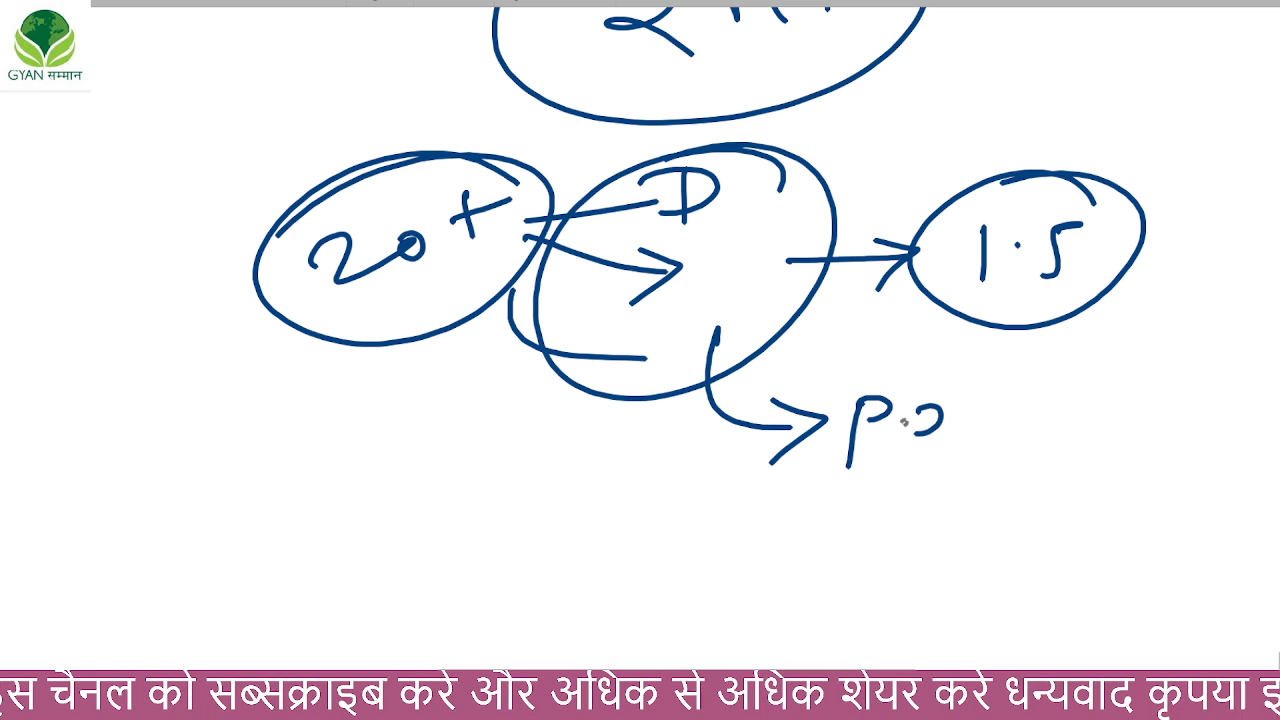 GYAN सम्मान
20+
D
1.5
P.O
इस चैनल को सब्सक्राइब करे और अधिक से अधिक शेयर करे धन्यवाद कृपया इ